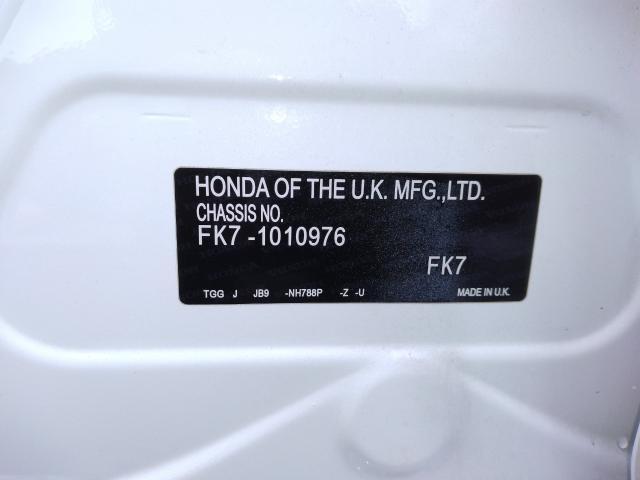 HONDA OF THE U.K. MFG.,LTD.
CHASSIS NO.
FK7 -1010976
FK7
TGG J JB9 -NH788P -Z -U MADE IN U.K.